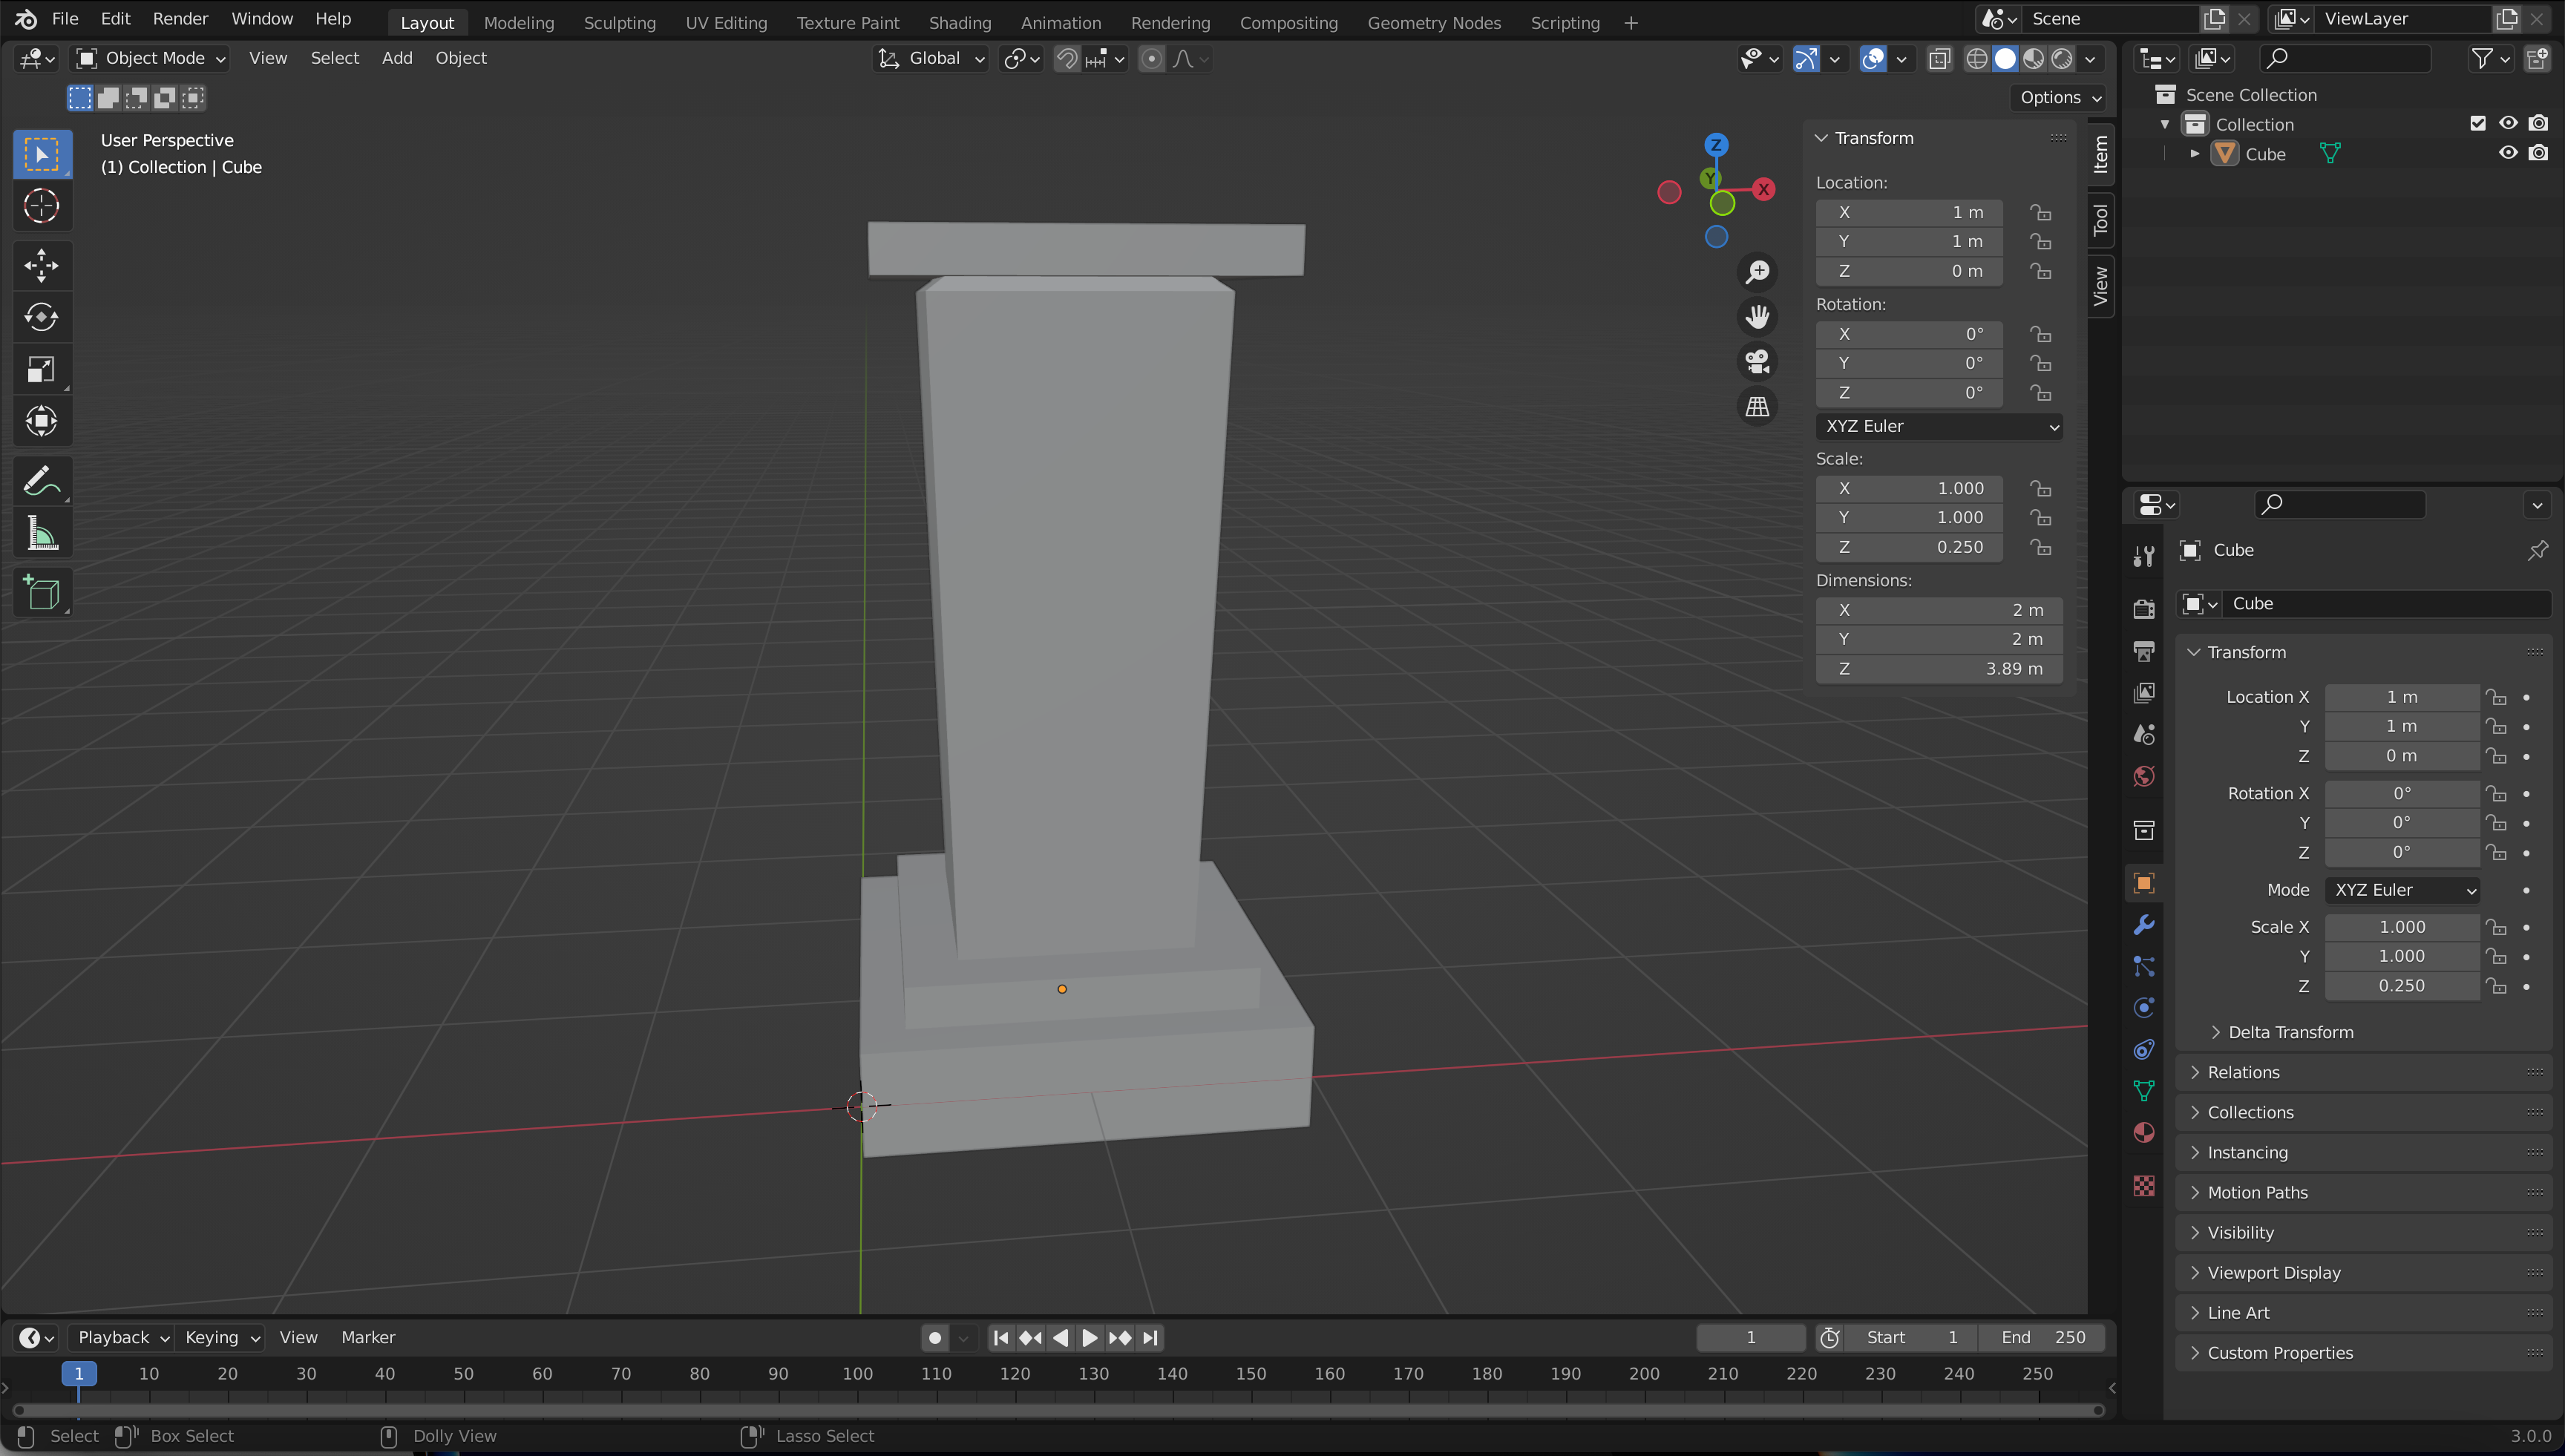 File Edit Render Window Help Layout Modeling Sculpting UV Editing Texture Paint Shading Animation Rendering Compositing Geometry Nodes Scripting + Scene ViewLayer
Object Mode View Select Add Object Global
Options
User Perspective
(1) Collection | Cube
Z
Y
X
Transform
Location:
X 1 m
Y 1 m
Z 0 m
Rotation:
X 0°
Y 0°
Z 0°
XYZ Euler
Scale:
X 1.000
Y 1.000
Z 0.250
Dimensions:
X 2 m
Y 2 m
Z 3.89 m
Item
Tool
View
Scene Collection
Collection
Cube
Cube
Cube
Transform
Location X 1 m
Y 1 m
Z 0 m
Rotation X 0°
Y 0°
Z 0°
Mode XYZ Euler
Scale X 1.000
Y 1.000
Z 0.250
Delta Transform
Relations
Collections
Instancing
Motion Paths
Visibility
Viewport Display
Line Art
Custom Properties
Playback Keying View Marker 1 Start 1 End 250
1 10 20 30 40 50 60 70 80 90 100 110 120 130 140 150 160 170 180 190 200 210 220 230 240 250
Select Box Select Dolly View Lasso Select 3.0.0